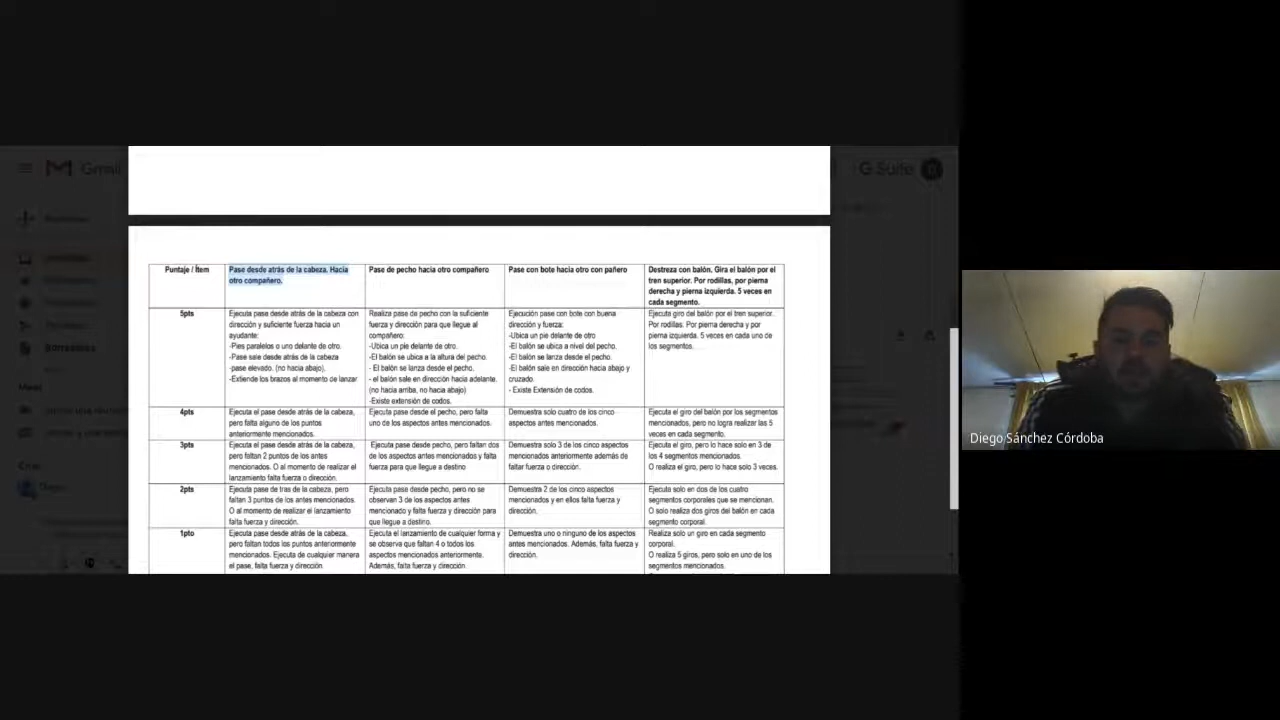 Gmail
G Suite
Puntaje / Ítem
Pase desde atrás de la cabeza. Hacia
otro compañero.
Pase de pecho hacia otro compañero
Pase con bote hacia otro con pañero
Destreza con balón. Gira el balón por el
tren superior. Por rodillas, por pierna
derecha y pierna izquierda. 5 veces en
cada segmento.
5pts
Ejecuta pase desde atrás de la cabeza con
dirección y suficiente fuerza hacia un
ayudante:
-Pies paralelos o uno delante de otro.
-Pase sale desde atrás de la cabeza
-pase elevado. (no hacia abajo).
-Extiende los brazos al momento de lanzar
Realiza pase de pecho con la suficiente
fuerza y dirección para que llegue al
compañero:
-Ubica un pie delante de otro.
-El balón se ubica a la altura del pecho.
- El balón se lanza desde el pecho.
- el balón sale en dirección hacia adelante.
(no hacia arriba, no hacia abajo)
-Existe extensión de codos.
Ejecución pase con bote con buena
dirección y fuerza:
-Ubica un pie delante de otro
-El balón se ubica a nivel del pecho.
-El balón se lanza desde el pecho.
-El balón sale en dirección hacia abajo y
cruzado.
- Existe Extensión de codos.
Ejecuta giro del balón por el tren superior.
Por rodillas: Por pierna derecha y por
pierna izquierda. 5 veces en cada uno de
los segmentos.
4pts
Ejecuta el pase desde atrás de la cabeza,
pero falta alguno de los puntos
anteriormente mencionados.
Ejecuta pase desde el pecho, pero falta
uno de los aspectos antes mencionados.
Demuestra solo cuatro de los cinco
aspectos antes mencionados.
Ejecuta el giro del balón por los segmentos
mencionados, pero no logra realizar las 5
veces en cada segmento.
3pts
Ejecuta el pase desde atrás de la cabeza,
pero faltan 2 puntos de los antes
mencionados. O al momento de realizar el
lanzamiento falta fuerza o dirección.
Ejecuta pase desde pecho, pero faltan dos
de los aspectos antes mencionados y falta
fuerza para que llegue a destino
Demuestra solo 3 de los cinco aspectos
mencionados anteriormente además de
faltar fuerza o dirección.
Ejecuta el giro, pero lo hace solo en 3 de
los 4 segmentos mencionados.
O realiza el giro, pero lo hace solo 3 veces.
2pts
Ejecuta pase de tras de la cabeza, pero
faltan 3 puntos de los antes mencionados.
O al momento de realizar el lanzamiento
falta fuerza y dirección.
Ejecuta pase desde pecho, pero no se
observan 3 de los aspectos antes
mencionado y falta fuerza y dirección para
que llegue a destino.
Demuestra 2 de los cinco aspectos
mencionados y en ellos falta fuerza y
dirección.
Ejecuta solo en dos de los cuatro
segmentos corporales que se mencionan.
O solo realiza dos giros del balón en cada
segmento corporal.
1pto
Ejecuta pase desde atrás de la cabeza,
pero faltan todos los puntos anteriormente
mencionados. Ejecuta de cualquier manera
el pase, falta fuerza y dirección
Ejecuta el lanzamiento de cualquier forma y
se observa que faltan 4 o todos los
aspectos mencionados anteriormente.
Además, falta fuerza y dirección.
Demuestra uno o ninguno de los aspectos
antes mencionados. Además, falta fuerza y
dirección.
Realiza solo un giro en cada segmento
corporal.
O realiza 5 giros, pero solo en uno de los
segmentos mencionados.
Diego Sánchez Córdoba